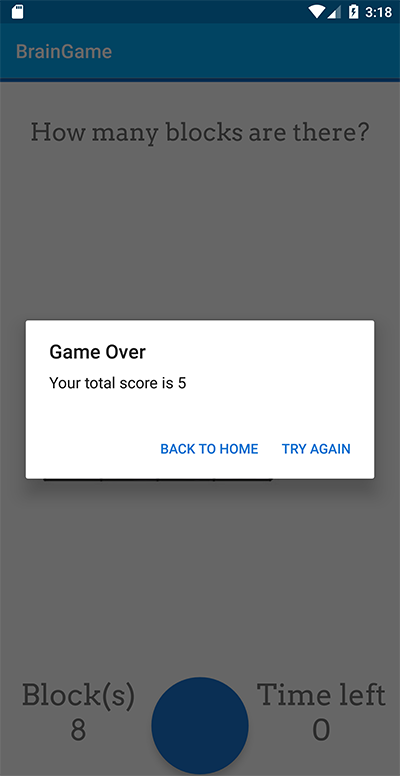 3:18
BrainGame
How many blocks are there?
Game Over
Your total score is 5
BACK TO HOME TRY AGAIN
Block(s) Time left
8 0